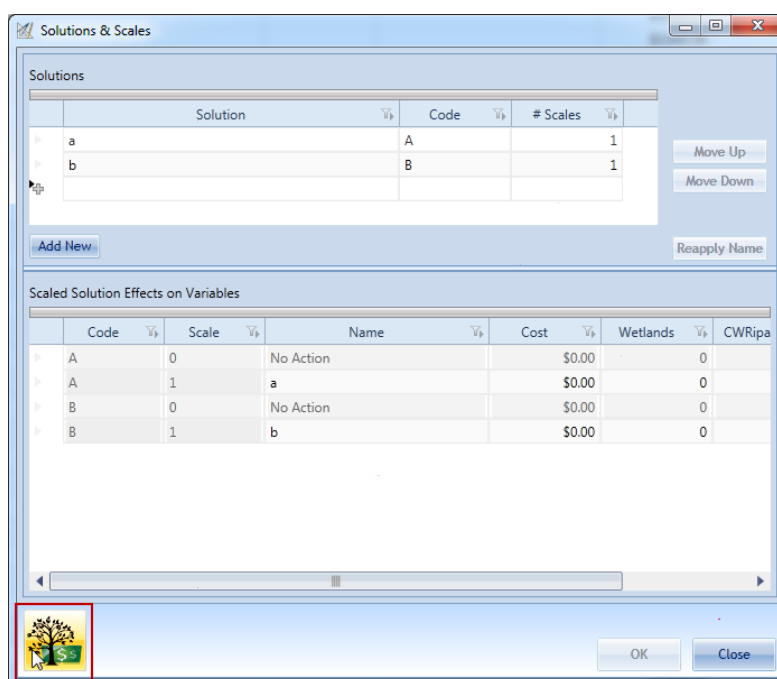 Solutions & Scales
Solutions
Solution Code # Scales
a A 1
b B 1
Move Up
Move Down
Add New
Reapply Name
Scaled Solution Effects on Variables
Code Scale Name Cost Wetlands CWRipa
A 0 No Action $0.00 0
A 1 a $0.00 0
B 0 No Action $0.00 0
B 1 b $0.00 0
$s
OK Close